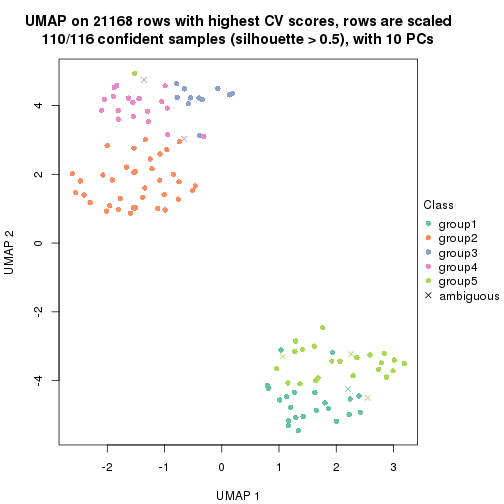 UMAP on 21168 rows with highest CV scores, rows are scaled
110/116 confident samples (silhouette > 0.5), with 10 PCs
4
2
0
-2
-4
UMAP 2
-2
-1
0
1
2
3
UMAP 1
Class
group1
group2
group3
group4
group5
ambiguous